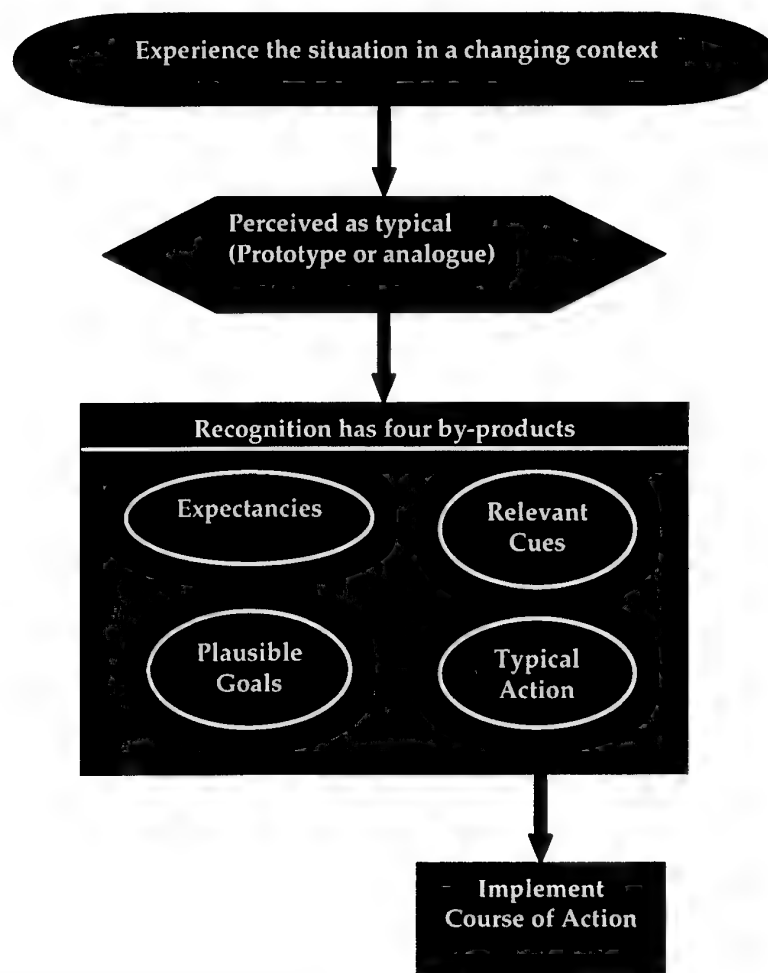 Experience the situation in a changing context
Perceived as typical
(Prototype or analogue)
Recognition has four by-products
Expectancies
Relevant
Cues
Plausible
Goals
Typical
Action
Implement
Course of Action